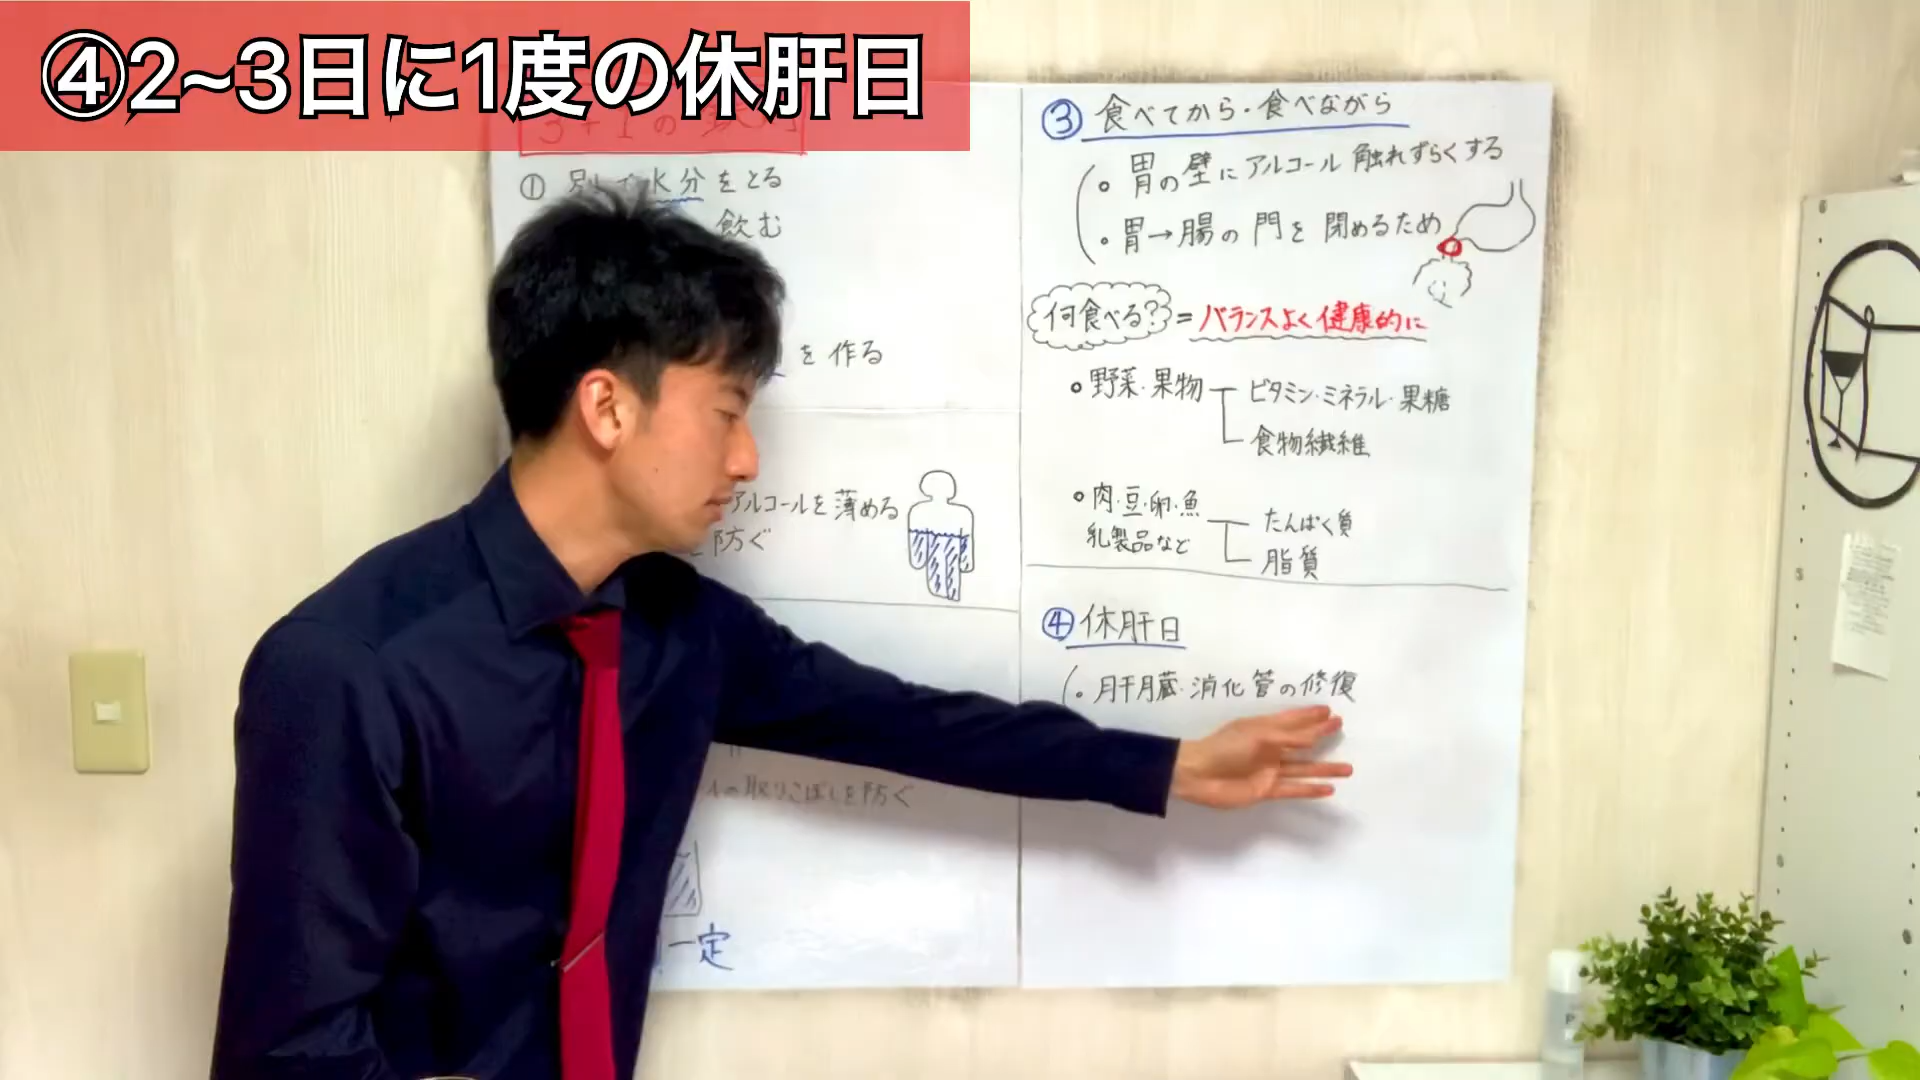 ④2~3日に1度の休肝日
3+1の
① 水分をとる
飲む
を作る
アルコールを薄める
防ぐ
取りこぼしを防ぐ
一定
③ 食べてから・食べながら
。胃の壁にアルコール触れずらくする
。胃→腸の門を閉めるため
何食べる?=バランスよく健康的に
。野菜・果物 ビタミン・ミネラル・果糖
食物繊維
。肉・豆・卵・魚 たんぱく質
乳製品など 脂質
④ 休肝日
。肝臓・消化管の修復